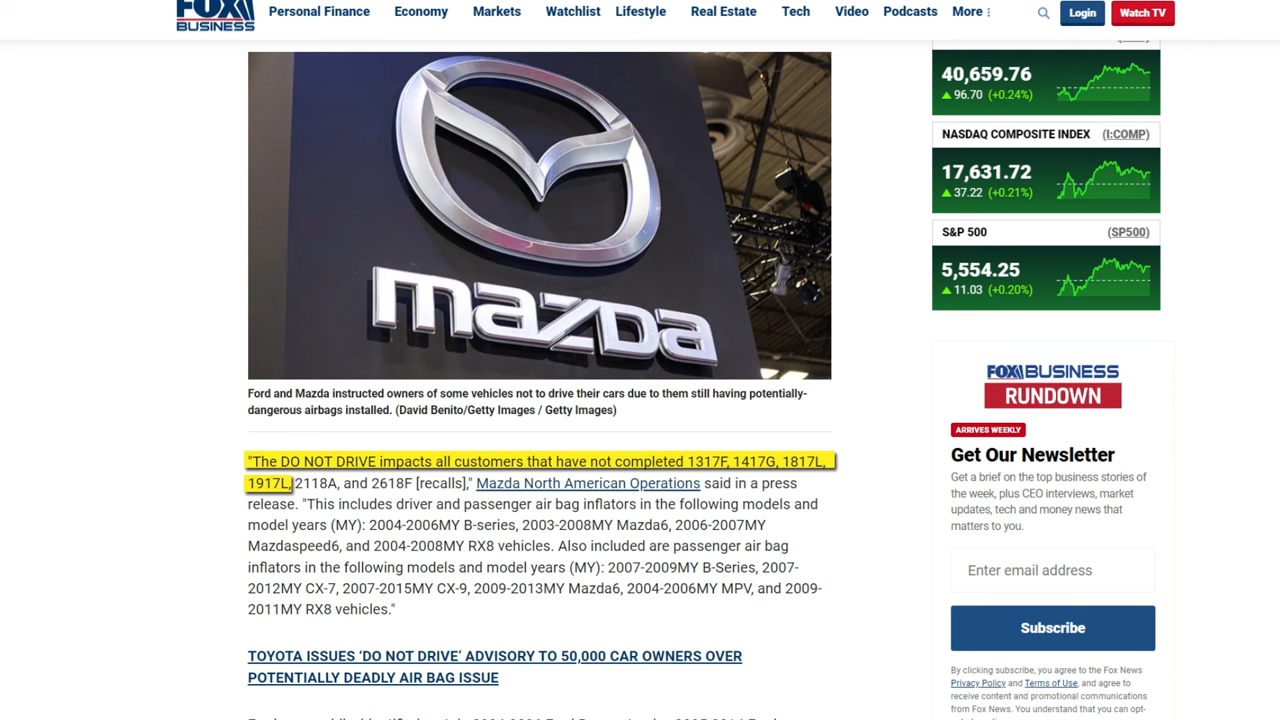 FOX
BUSINESS
Personal Finance
Economy
Markets
Watchlist
Lifestyle
Real Estate
Tech
Video
Podcasts
More
Login
Watch TV
mazda
Ford and Mazda instructed owners of some vehicles not to drive their cars due to them still having potentially-
dangerous airbags installed. (David Benito/Getty Images / Getty Images)
"The DO NOT DRIVE impacts all customers that have not completed 1317F, 1417G, 1817L,
1917L, 2118A, and 2618F [recalls]," Mazda North American Operations said in a press
release. "This includes driver and passenger air bag inflators in the following models and
model years (MY): 2004-2006MY B-series, 2003-2008MY Mazda6, 2006-2007MY
Mazdaspeed6, and 2004-2008MY RX8 vehicles. Also included are passenger air bag
inflators in the following models and model years (MY): 2007-2009MY B-Series, 2007-
2012MY CX-7, 2007-2015MY CX-9, 2009-2013MY Mazda6, 2004-2006MY MPV, and 2009-
2011MY RX8 vehicles."
TOYOTA ISSUES ‘DO NOT DRIVE’ ADVISORY TO 50,000 CAR OWNERS OVER
POTENTIALLY DEADLY AIR BAG ISSUE
40,659.76
96.70 (+0.24%)
NASDAQ COMPOSITE INDEX (I:COMP)
17,631.72
37.22 (+0.21%)
S&P 500 (SP500)
5,554.25
11.03 (+0.20%)
FOX BUSINESS
RUNDOWN
ARRIVES WEEKLY
Get Our Newsletter
Get a brief on the top business stories of
the week, plus CEO interviews, market
updates, tech and money news that
matters to you.
Enter email address
Subscribe
By clicking subscribe, you agree to the Fox News
Privacy Policy and Terms of Use, and agree to
receive content and promotional communications
from Fox News. You understand that you can opt-